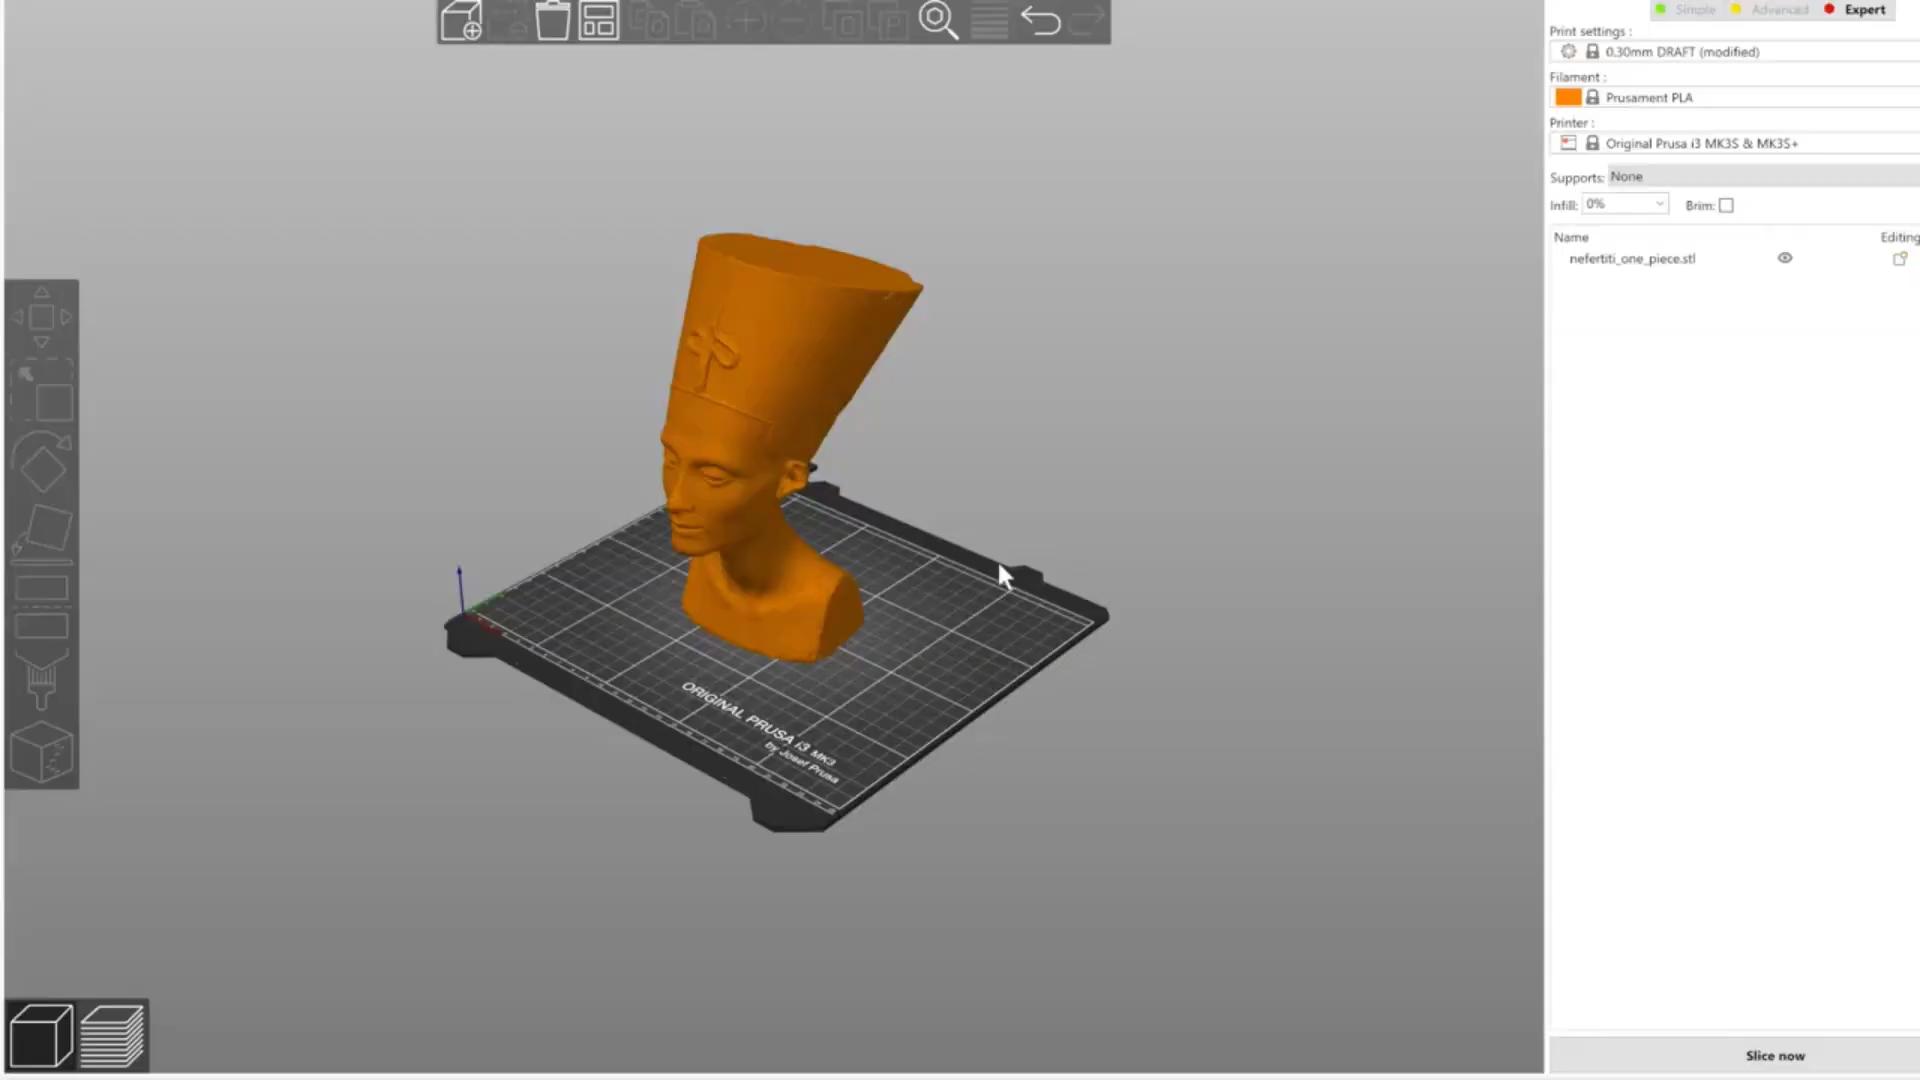 Simple Advanced Expert
Print settings :
0.30mm DRAFT (modified)
Filament :
Prusament PLA
Printer :
Original Prusa i3 MK3S & MK3S+
Supports: None
Infill: 0% Brim:
Name Editing
nefertiti_one_piece.stl
ORIGINAL PRUSA i3 MK3
by Josef Prusa
Slice now